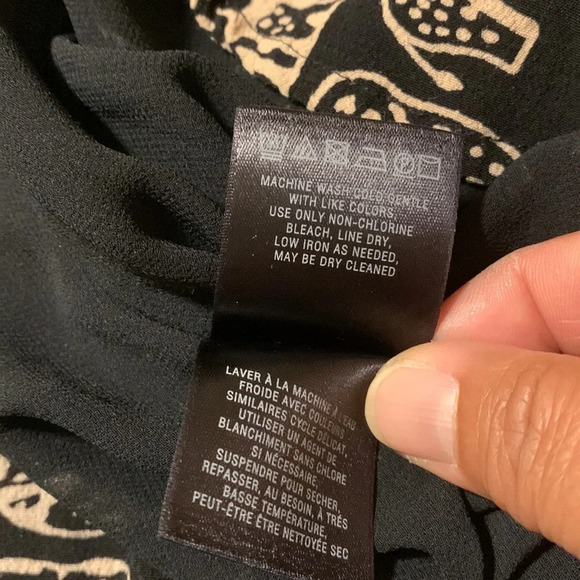 MACHINE WASH COLD, GENTLE
WITH LIKE COLORS,
USE ONLY NON-CHLORINE
BLEACH, LINE DRY,
LOW IRON AS NEEDED,
MAY BE DRY CLEANED
LAVER À LA MACHINE À L'EAU
FROIDE AVEC COULEURS
SIMILAIRES CYCLE DÉLICAT.
UTILISER UN AGENT DE
BLANCHIMENT SANS CHLORE
SI NÉCESSAIRE,
SUSPENDRE POUR SÉCHER,
REPASSER, AU BESOIN, À TRÉS
BASSE TEMPÉRATURE.
PEUT-ÊTRE ÊTRE NETTOYÉ SEC